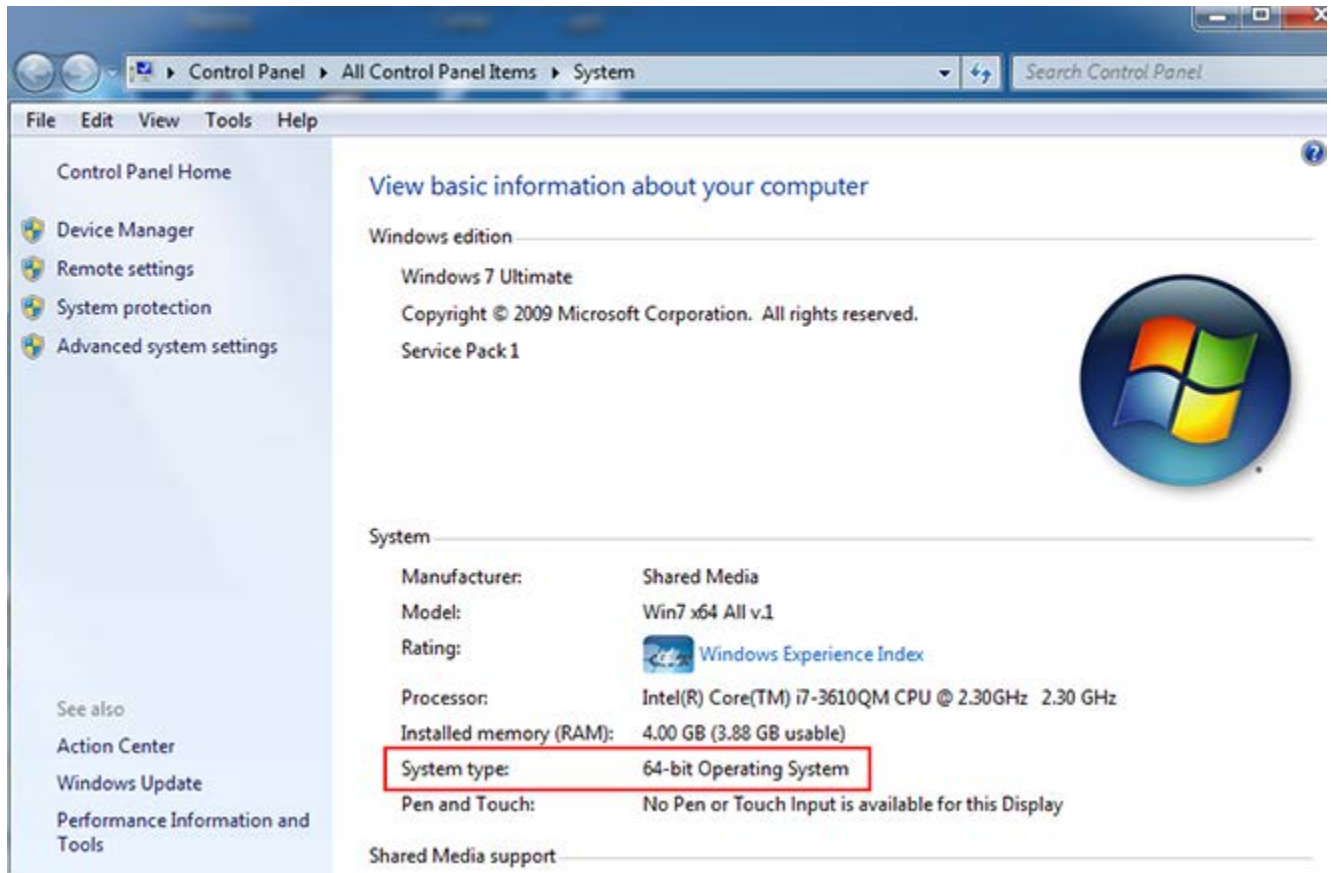 Control Panel ▸ All Control Panel Items ▸ System
Search Control Panel
File Edit View Tools Help
Control Panel Home
Device Manager
Remote settings
System protection
Advanced system settings
See also
Action Center
Windows Update
Performance Information and
Tools
View basic information about your computer
Windows edition
Windows 7 Ultimate
Copyright © 2009 Microsoft Corporation. All rights reserved.
Service Pack 1
System
Manufacturer: Shared Media
Model: Win7 x64 All v.1
Rating: Windows Experience Index
Processor: Intel(R) Core(TM) i7-3610QM CPU @ 2.30GHz 2.30 GHz
Installed memory (RAM): 4.00 GB (3.88 GB usable)
System type: 64-bit Operating System
Pen and Touch: No Pen or Touch Input is available for this Display
Shared Media support